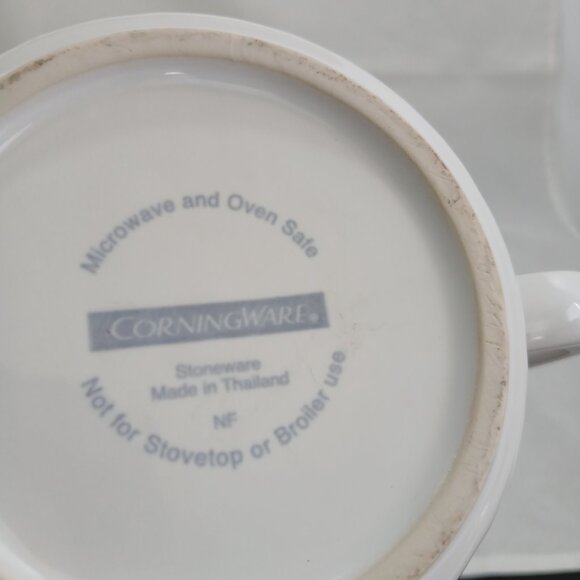 Microwave and Oven Safe
CORNINGWARE®
Stoneware
Made in Thailand
NF
Not for Stovetop or Broiler use